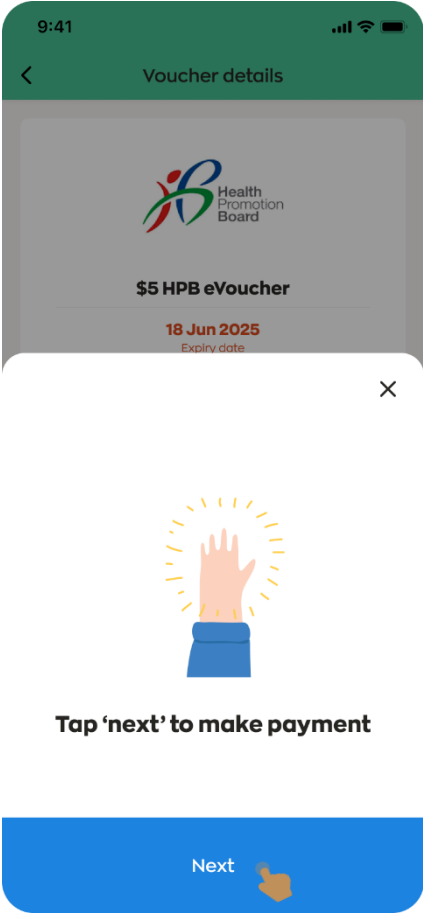 9:41
Voucher details
Health
Promotion
Board
$5 HPB eVoucher
18 Jun 2025
Expiry date
Tap ‘next’ to make payment
Next